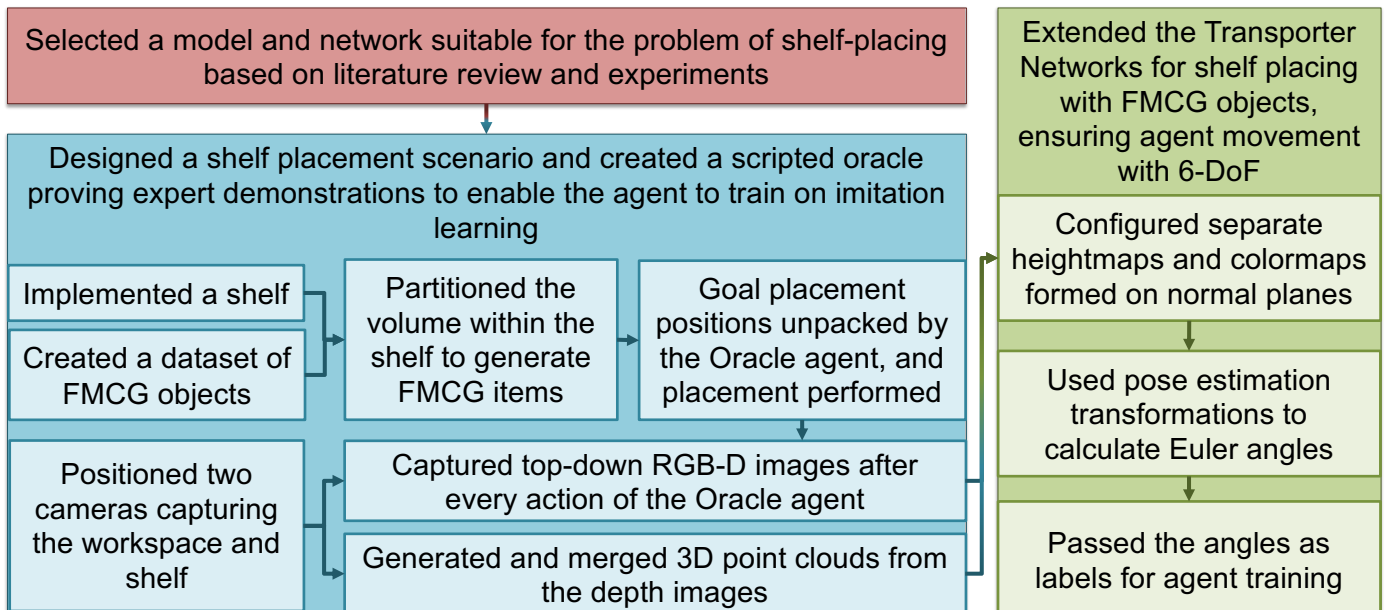 Selected a model and network suitable for the problem of shelf-placing
based on literature review and experiments
Designed a shelf placement scenario and created a scripted oracle
proving expert demonstrations to enable the agent to train on imitation
learning
Implemented a shelf
Created a dataset of
FMCG objects
Partitioned the
volume within the
shelf to generate
FMCG items
Goal placement
positions unpacked by
the Oracle agent, and
placement performed
Positioned two
cameras capturing
the workspace and
shelf
Captured top-down RGB-D images after
every action of the Oracle agent
Generated and merged 3D point clouds from
the depth images
Extended the Transporter
Networks for shelf placing
with FMCG objects,
ensuring agent movement
with 6-DoF
Configured separate
heightmaps and colormaps
formed on normal planes
Used pose estimation
transformations to
calculate Euler angles
Passed the angles as
labels for agent training